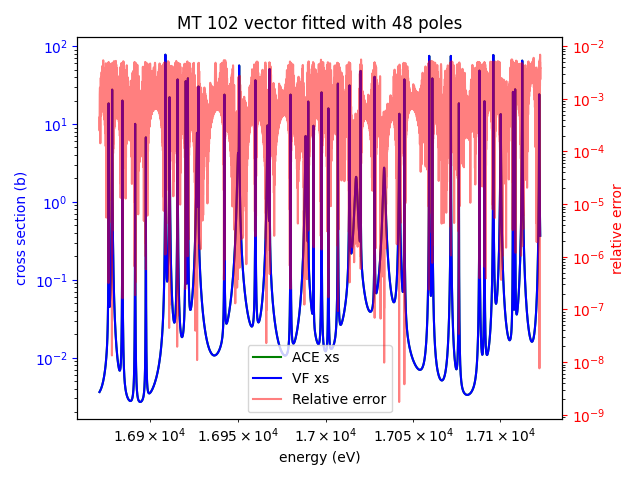 MT 102 vector fitted with 48 poles
10²
10¹
10⁰
10⁻¹
10⁻²
cross section (b)
10⁻²
10⁻³
10⁻⁴
10⁻⁵
10⁻⁶
10⁻⁷
10⁻⁸
10⁻⁹
relative error
ACE xs
VF xs
Relative error
1.69 × 10⁴ 1.695 × 10⁴ 1.7 × 10⁴ 1.705 × 10⁴ 1.71 × 10⁴
energy (eV)